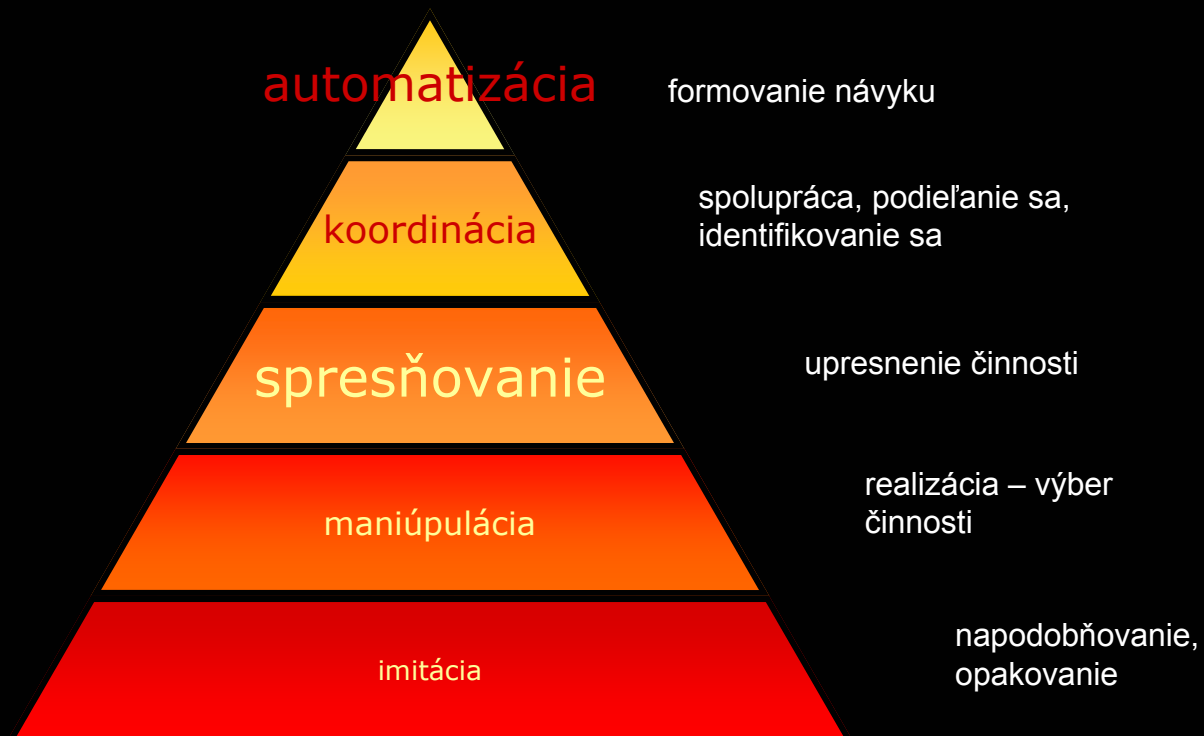 automatizácia
formovanie návyku
koordinácia
spolupráca, podieľanie sa,
identifikovanie sa
spresňovanie
upresnenie činnosti
maniúpulácia
realizácia – výber
činnosti
imitácia
napodobňovanie,
opakovanie